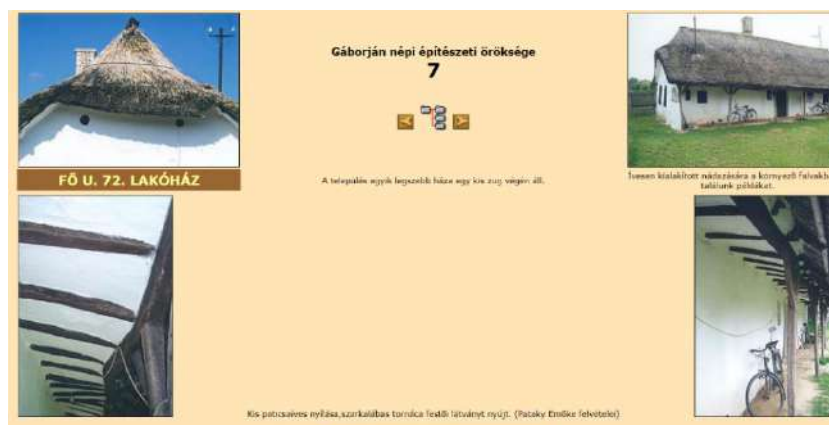 Gáborján népi építészeti öröksége
7
FŐ U. 72. LAKÓHÁZ
A település egyik legszebb háza egy kis zug végén áll.
Ívesen kialakított nádazására a környező falvakb
találunk példákat.
Kis paticsaíves nyílása, szarkalábas tornáca festői látványt nyújt. (Pataky Emőke felvételei)